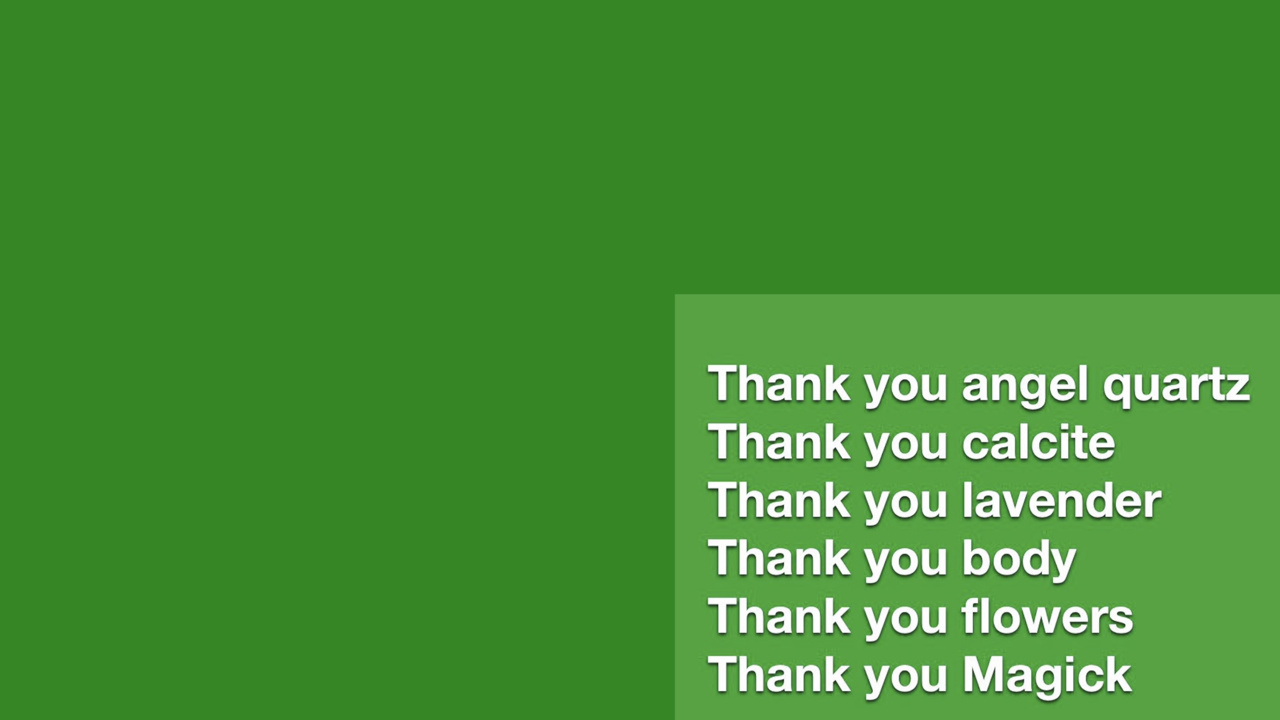 Thank you angel quartz
Thank you calcite
Thank you lavender
Thank you body
Thank you flowers
Thank you Magick